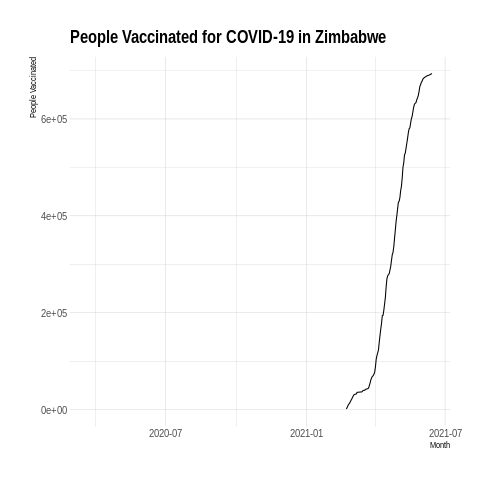 People Vaccinated for COVID-19 in Zimbabwe
People Vaccinated
6e+05
4e+05
2e+05
0e+00
2020-07
2021-01
2021-07
Month